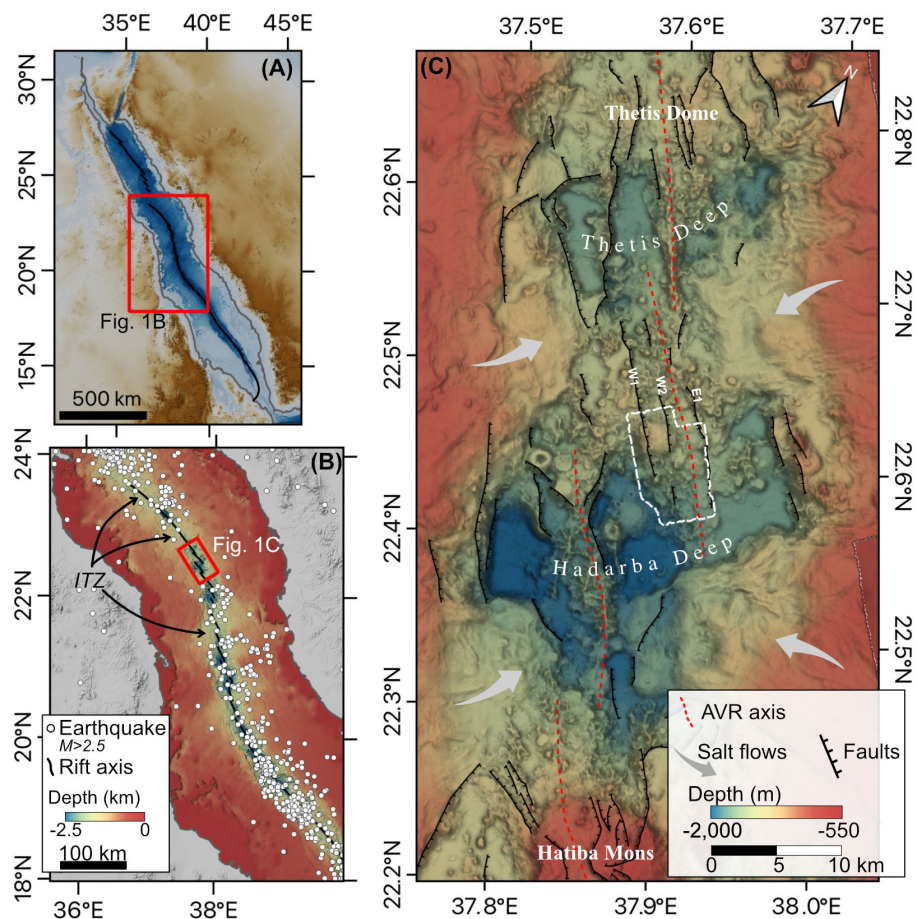 35°E 40°E 45°E
(A)
30°N
25°N
20°N
15°N
Fig. 1B
500 km
(B)
24°N
22°N
20°N
18°N
Fig. 1C
ITZ
Earthquake
M>2.5
Rift axis
Depth (km)
-2.5 0
100 km
36°E 38°E
37.5°E 37.6°E 37.7°E
(C)
N
Thetis Dome
22.8°N
22.6°N
Thetis Deep
22.7°N
22.5°N
W1 W2 E1
22.6°N
22.4°N
Hadarba Deep
22.5°N
22.3°N
AVR axis
Salt flows
Faults
Depth (m)
-2,000 -550
0 5 10 km
Hatiba Mons
22.2°N
37.8°E 37.9°E 38.0°E